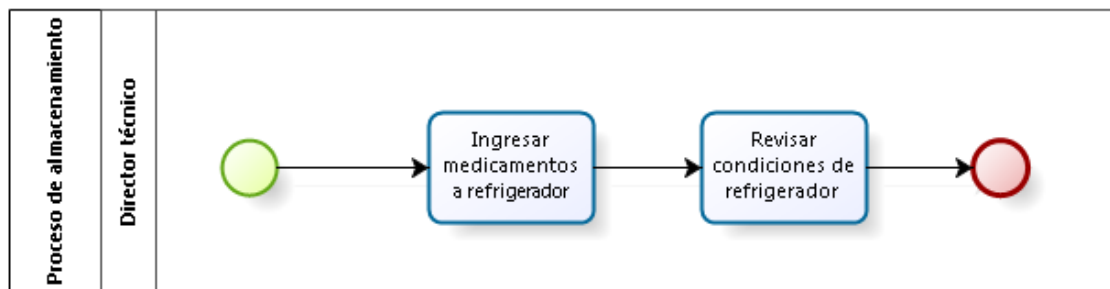 Proceso de almacenamiento
Director técnico
Ingresar
medicamentos
a refrigerador
Revisar
condiciones de
refrigerador